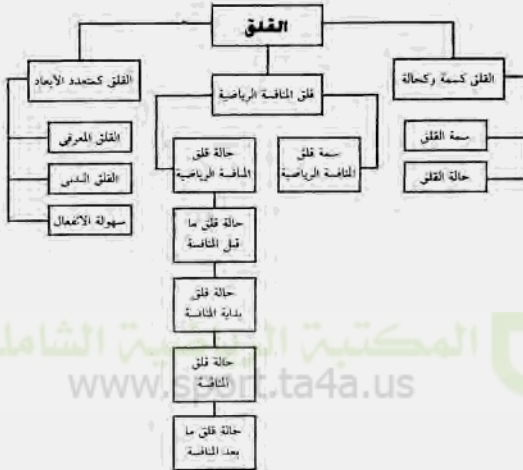 القلق
القلق كسمة وكحالة
قلق المنافسة الرياضية
القلق كمتعدد الأبعاد
سمة القلق
حالة القلق
سمة قلق
المنافسة الرياضية
حالة قلق
المنافسة الرياضية
القلق المعرفى
القلق البدنى
سهولة الانفعال
حالة قلق ما
قبل المنافسة
حالة قلق
بداية المنافسة
حالة قلق
المنافسة
حالة قلق ما
بعد المنافسة
المكتبة الرياضية الشاملة
www.sport.ta4a.us